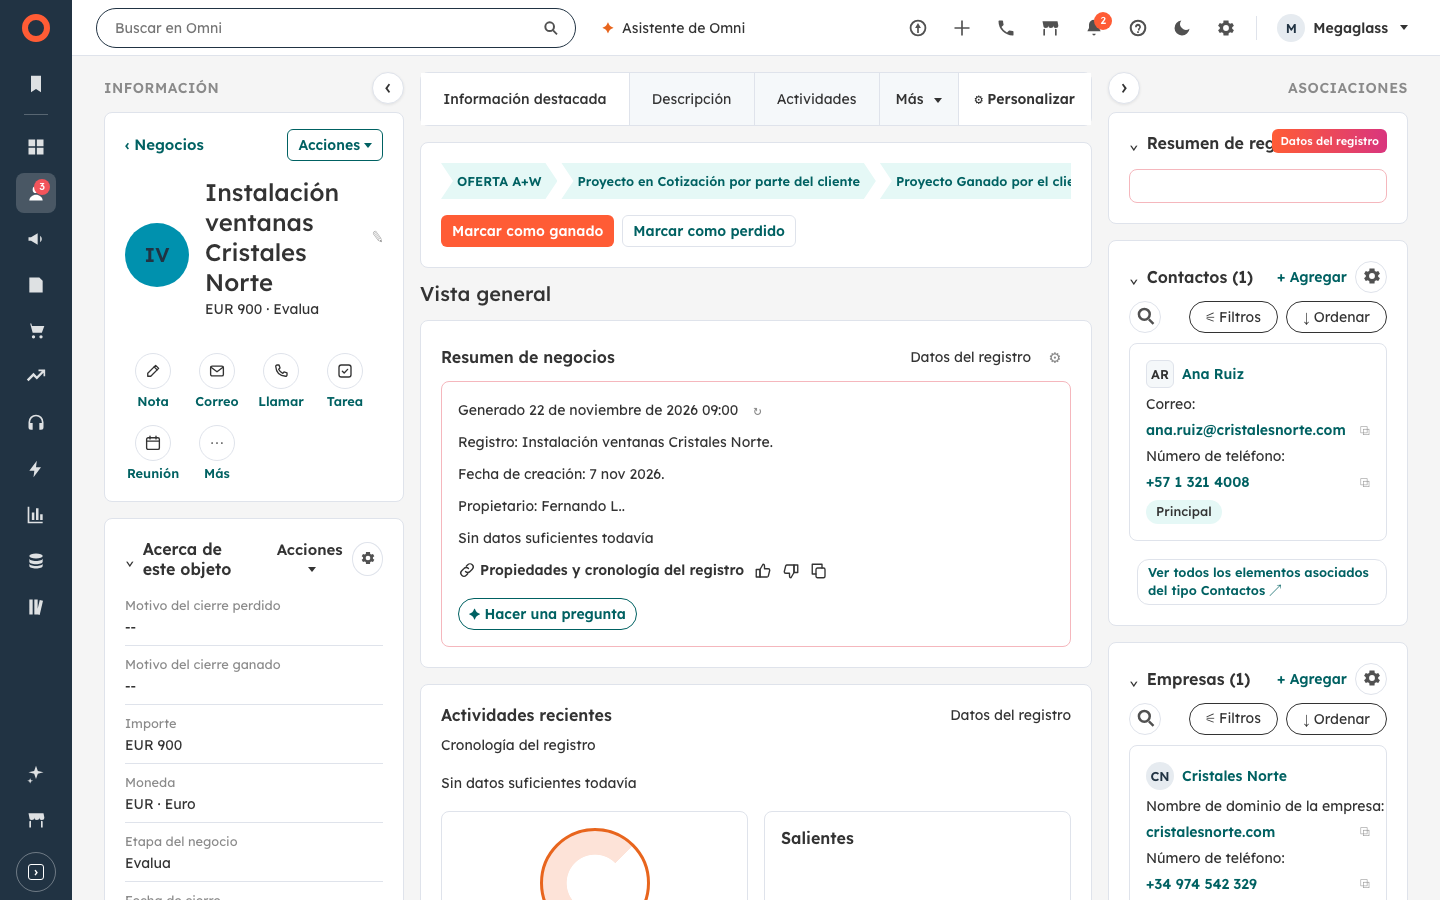 Buscar en Omni
Asistente de Omni
2
M
Megaglass
3
INFORMACIÓN
‹ Negocios
Acciones
Instalación
ventanas
Cristales
Norte
IV
EUR 900 · Evalua
Nota
Correo
Llamar
Tarea
Reunión
Más
Acerca de
este objeto
Acciones
Motivo del cierre perdido
--
Motivo del cierre ganado
--
Importe
EUR 900
Moneda
EUR · Euro
Etapa del negocio
Evalua
Fecha de cierre
Información destacada
Descripción
Actividades
Más
Personalizar
OFERTA A+W
Proyecto en Cotización por parte del cliente
Proyecto Ganado por el clie
Marcar como ganado
Marcar como perdido
Vista general
Resumen de negocios
Datos del registro
Generado 22 de noviembre de 2026 09:00
Registro: Instalación ventanas Cristales Norte.
Fecha de creación: 7 nov 2026.
Propietario: Fernando L..
Sin datos suficientes todavía
Propiedades y cronología del registro
Hacer una pregunta
Actividades recientes
Datos del registro
Cronología del registro
Sin datos suficientes todavía
Salientes
ASOCIACIONES
Resumen de reg
Datos del registro
Contactos (1)
+ Agregar
Filtros
↓ Ordenar
AR
Ana Ruiz
Correo:
ana.ruiz@cristalesnorte.com
Número de teléfono:
+57 1 321 4008
Principal
Ver todos los elementos asociados
del tipo Contactos ↗
Empresas (1)
+ Agregar
Filtros
↓ Ordenar
CN
Cristales Norte
Nombre de dominio de la empresa:
cristalesnorte.com
Número de teléfono:
+34 974 542 329